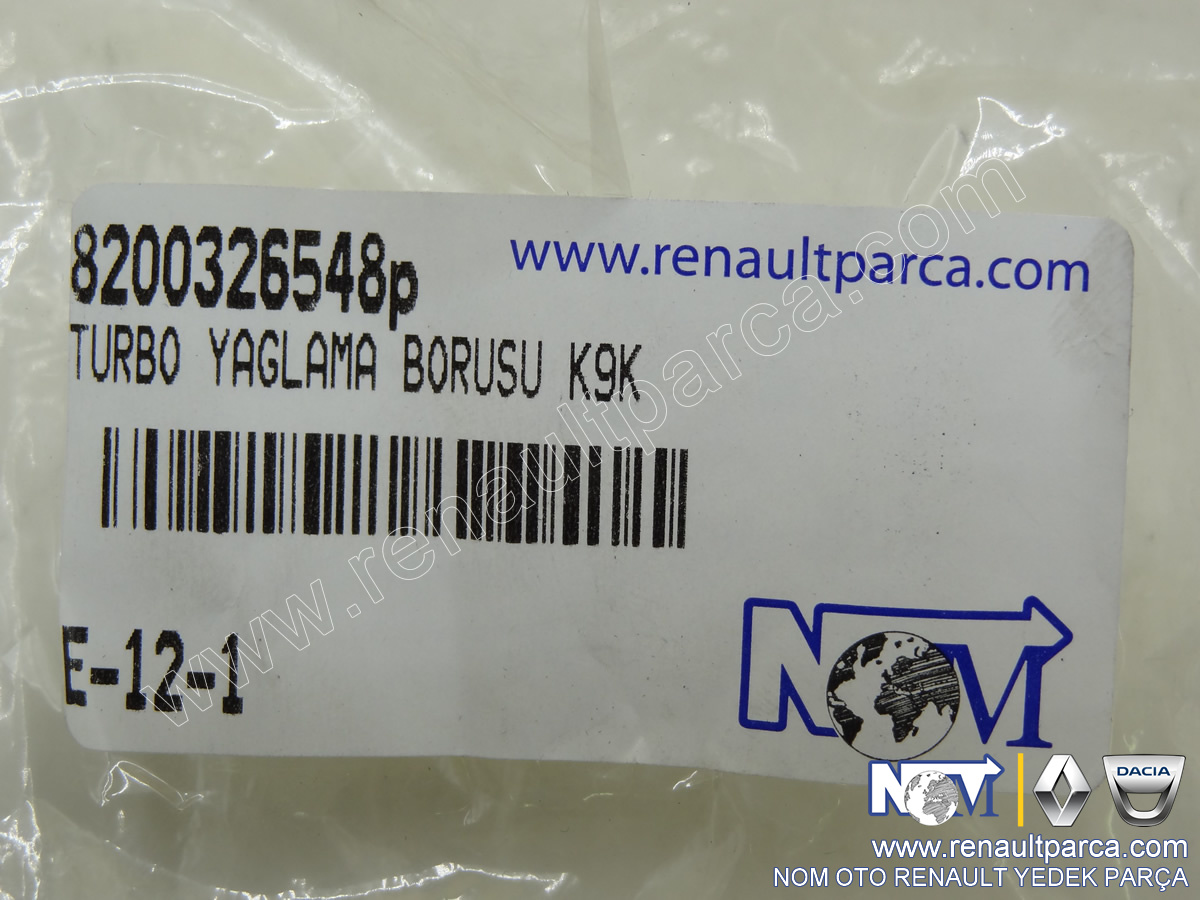 8200326548p
www.renaultparca.com
TURBO YAGLAMA BORUSU K9K
www.renaultparca.com
E-12-1
NOM
NOM
DACIA
www.renaultparca.com
NOM OTO RENAULT YEDEK PARÇA